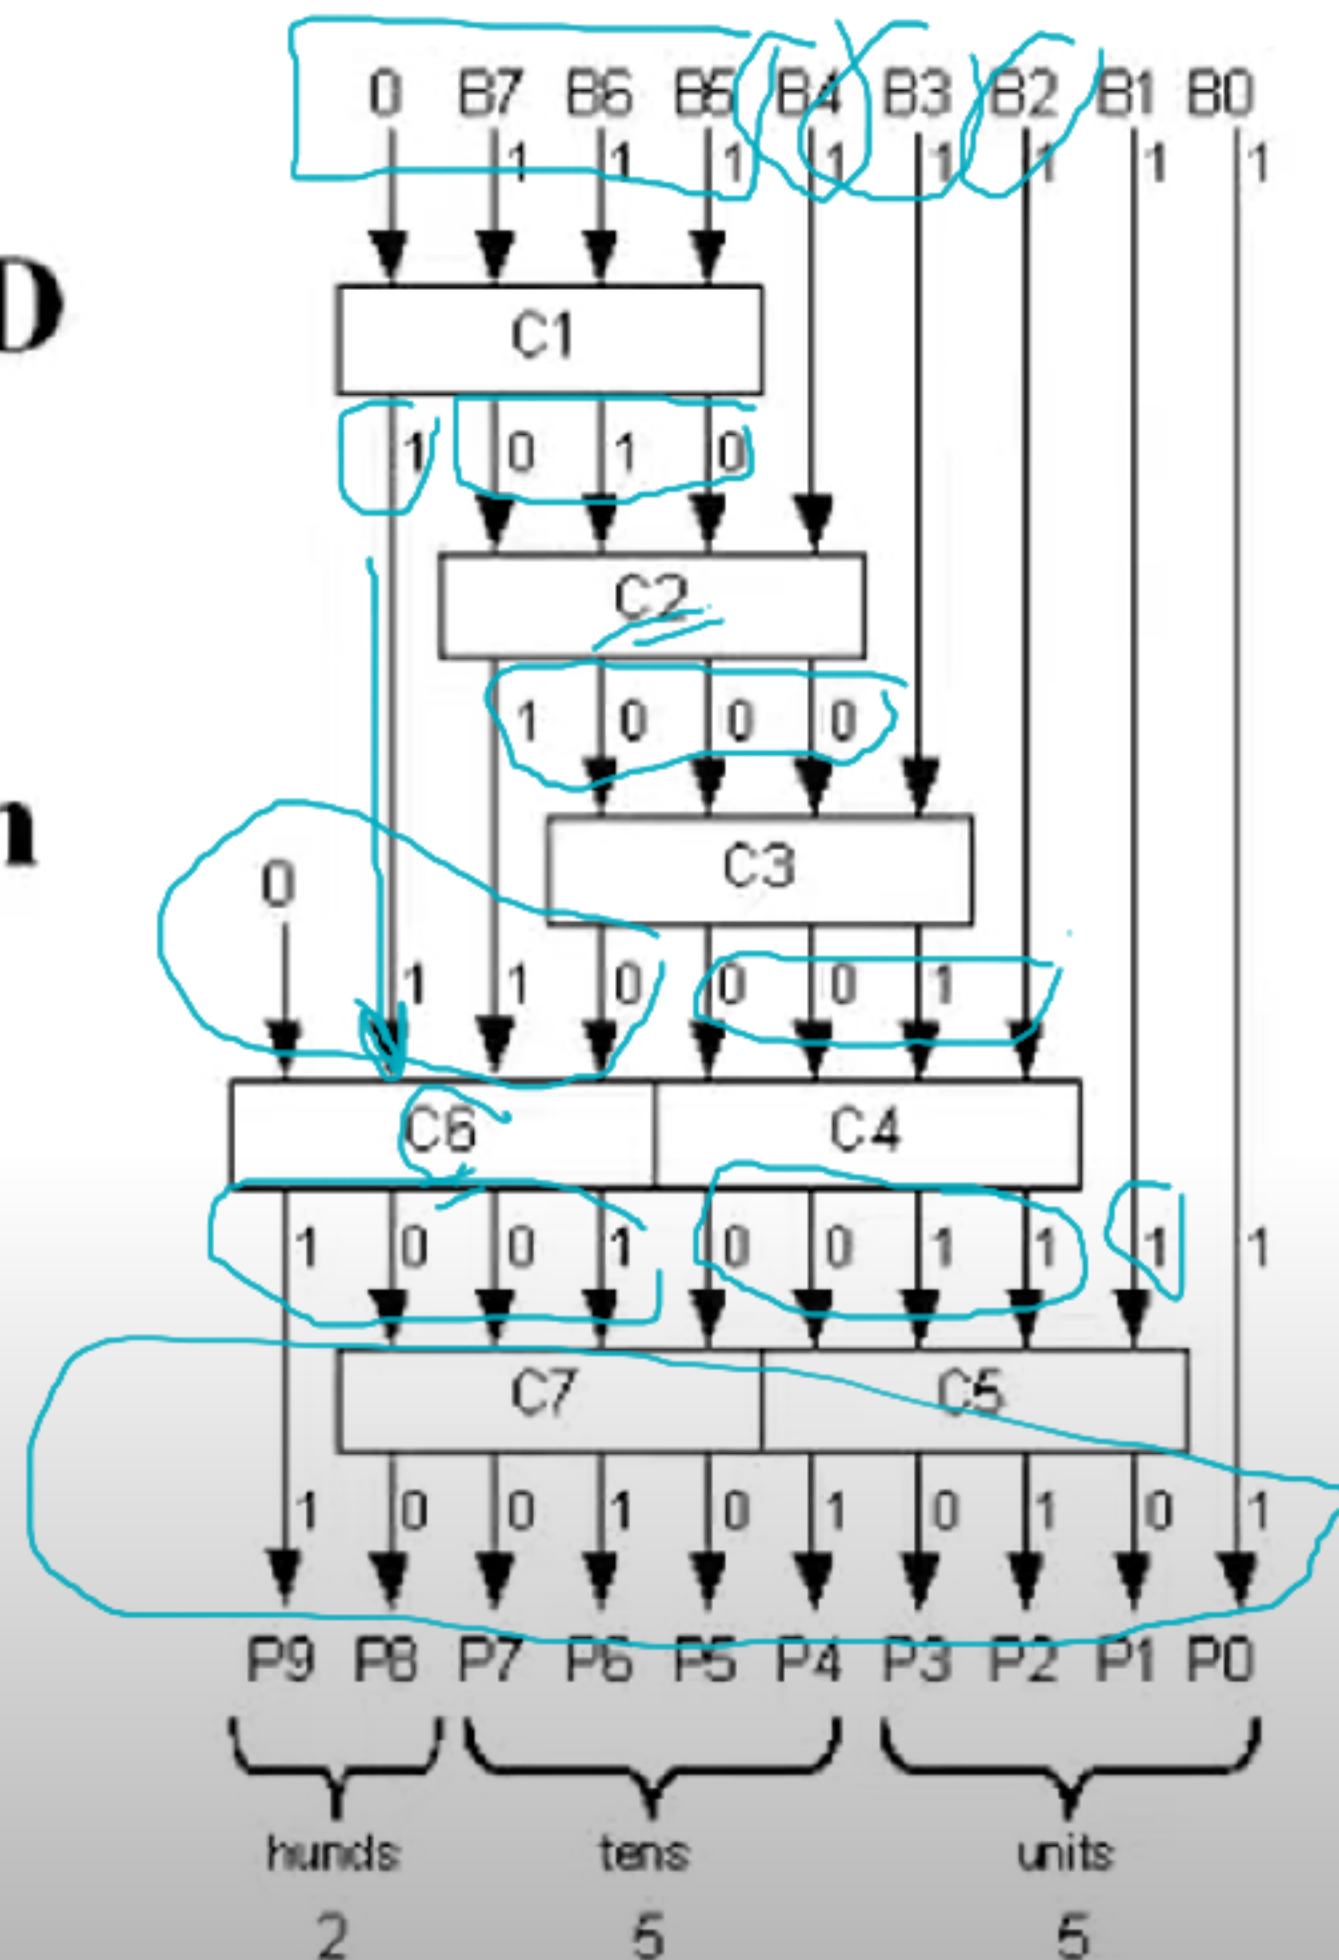 0 B7 B6 B5 B4 B3 B2 B1 B0
1 1 1 1 1 1 1 1
D
C1
1 0 1 0
C2
1 0 0 0
n
C3
0
1 1 0 0 0 1
C6 C4
1 0 0 1 0 0 1 1 1 1
C7 C5
1 0 0 1 0 1 0 1 0 1
P9 P8 P7 P6 P5 P4 P3 P2 P1 P0
hunds tens units
2 5 5